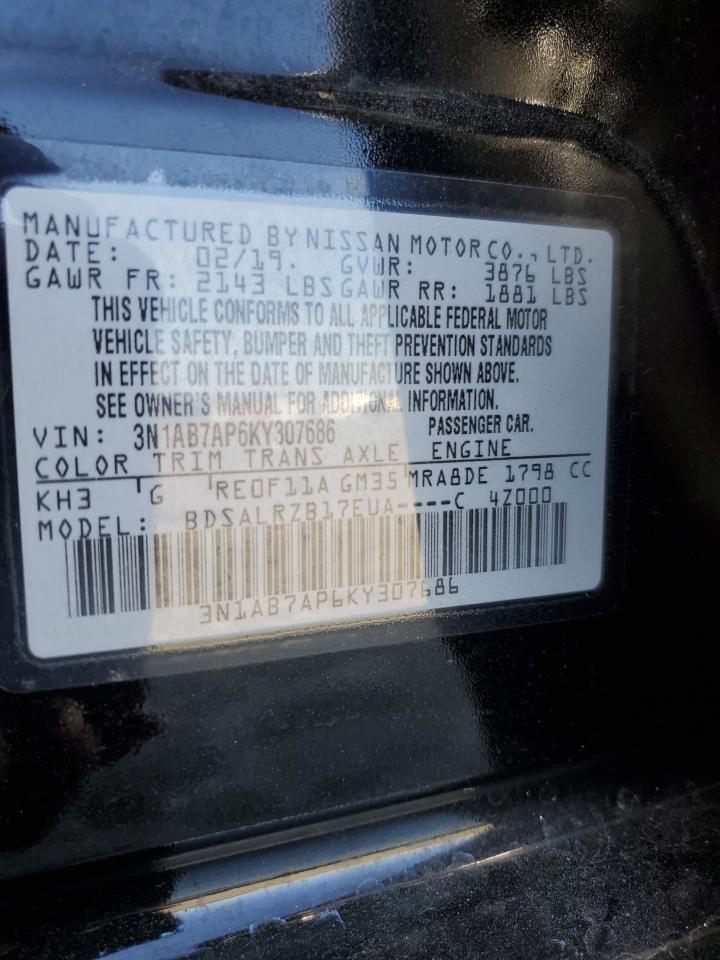 MANUFACTURED BY NISSAN MOTOR CO., LTD.
DATE: 02/19. GVWR: 3876 LBS
GAWR FR: 2143 LBS GAWR RR: 1881 LBS
THIS VEHICLE CONFORMS TO ALL APPLICABLE FEDERAL MOTOR
VEHICLE SAFETY, BUMPER AND THEFT PREVENTION STANDARDS
IN EFFECT ON THE DATE OF MANUFACTURE SHOWN ABOVE.
SEE OWNER'S MANUAL FOR ADDITIONAL INFORMATION.
VIN: 3N1AB7AP6KY307686 PASSENGER CAR.
COLOR TRIM TRANS AXLE ENGINE
KH3 G RE0F11A GM35 MRA8DE 1798 CC
MODEL: BDSALRZB17EUA----C 4Z000
3N1AB7AP6KY307686